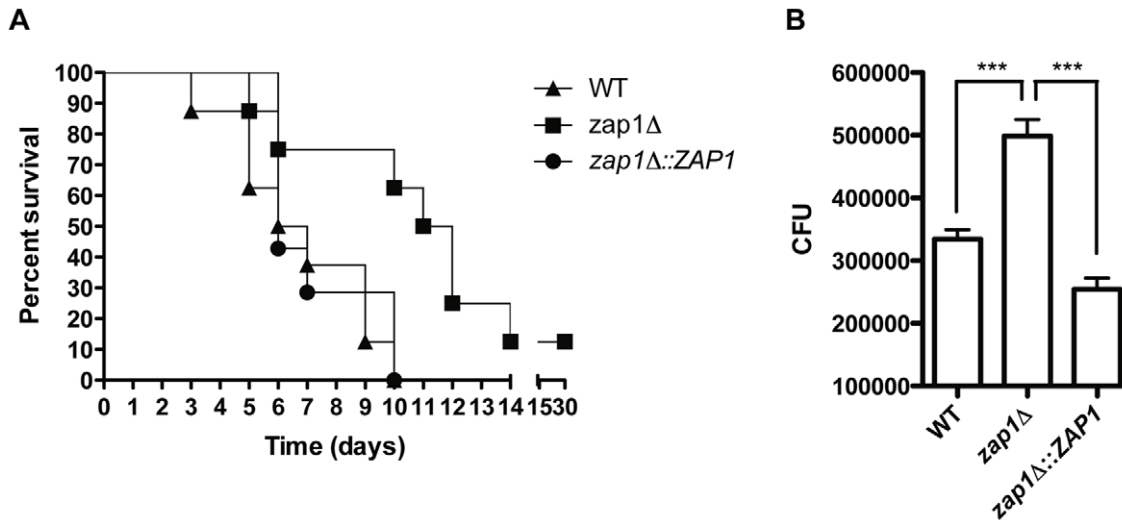 A
Percent survival
100
90
80
70
60
50
40
30
20
10
0
0 1 2 3 4 5 6 7 8 9 10 11 12 13 14 1530
Time (days)
WT
zap1Δ
zap1Δ::ZAP1
B
*** ***
CFU
600000
500000
400000
300000
200000
100000
WT
zap1Δ
zap1Δ::ZAP1